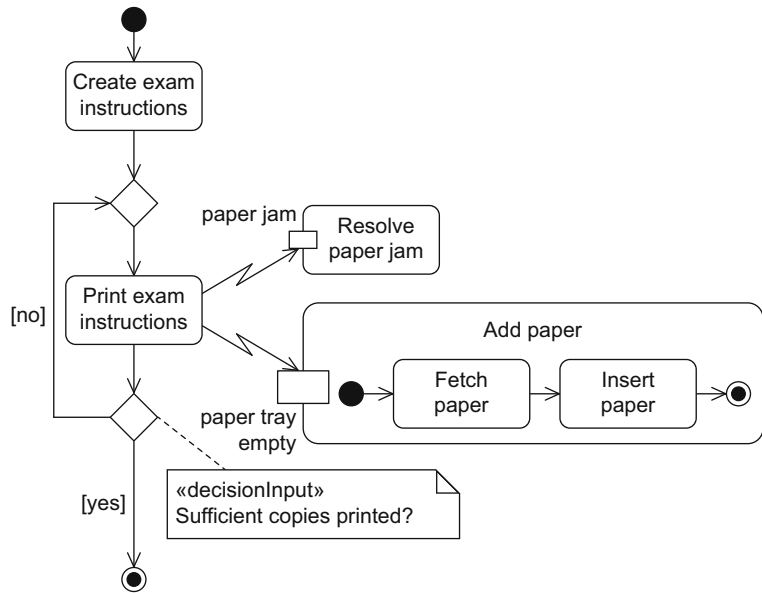 Create exam
instructions
paper jam
Resolve
paper jam
Print exam
instructions
[no]
Add paper
Fetch
paper
Insert
paper
paper tray
empty
«decisionInput»
Sufficient copies printed?
[yes]